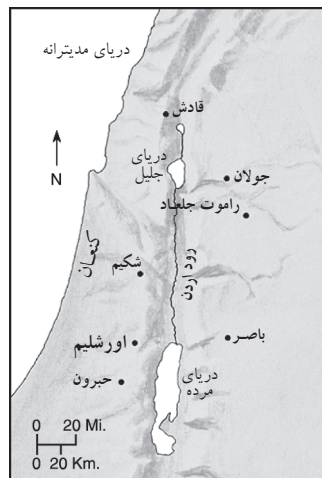 دریای مدیترانه
قادش
دریای
جلیل
جولان
راموت جلعاد
N
کنعان
شکیم
رود اردن
اورشلیم
باصر
حبرون
دریای
مرده
0 20 Mi.
0 20 Km.